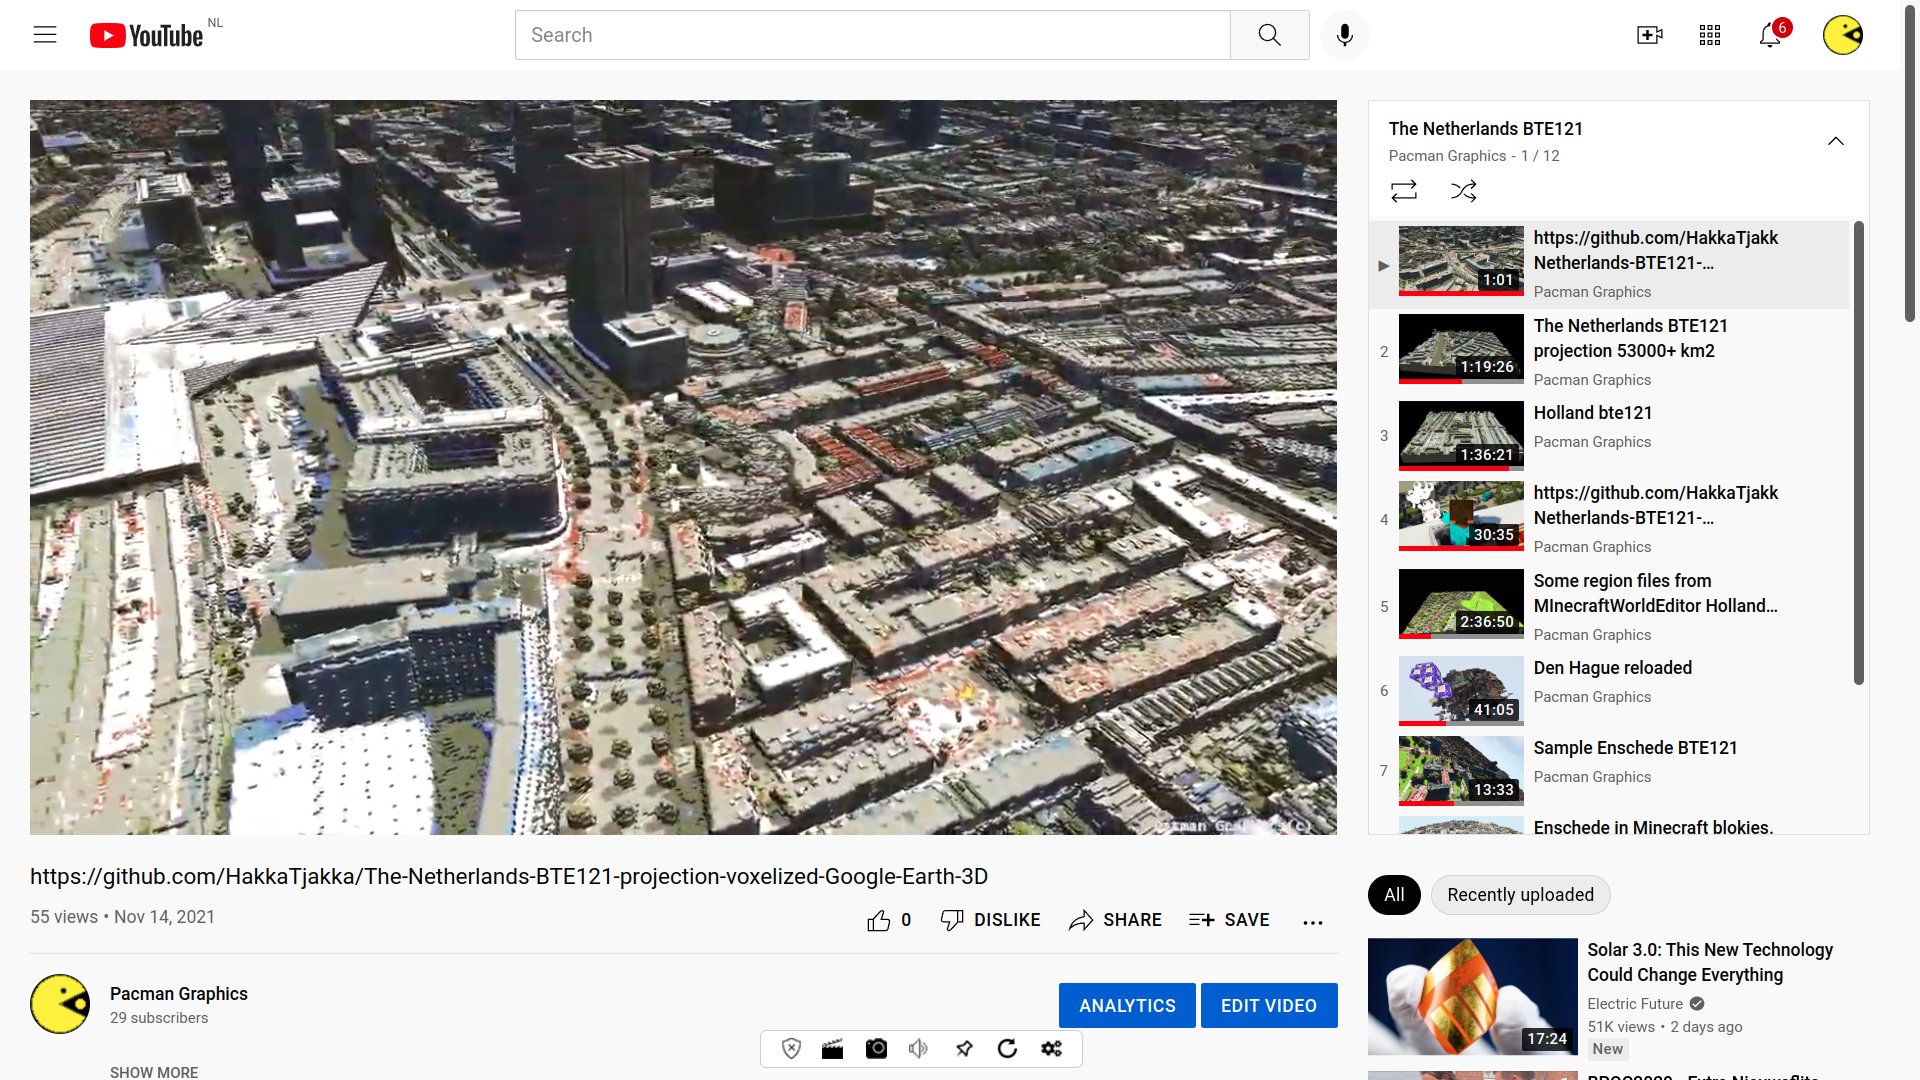 YouTube NL
Search
6
The Netherlands BTE121
Pacman Graphics - 1 / 12
https://github.com/HakkaTjakk
Netherlands-BTE121-...
1:01
Pacman Graphics
2
The Netherlands BTE121
projection 53000+ km2
1:19:26
Pacman Graphics
3
Holland bte121
1:36:21
Pacman Graphics
4
https://github.com/HakkaTjakk
Netherlands-BTE121-...
30:35
Pacman Graphics
5
Some region files from
MInecraftWorldEditor Holland...
2:36:50
Pacman Graphics
6
Den Hague reloaded
41:05
Pacman Graphics
7
Sample Enschede BTE121
13:33
Pacman Graphics
Enschede in Minecraft blokjes.
https://github.com/HakkaTjakka/The-Netherlands-BTE121-projection-voxelized-Google-Earth-3D
55 views • Nov 14, 2021
0 DISLIKE SHARE SAVE ...
Pacman Graphics
29 subscribers
ANALYTICS EDIT VIDEO
SHOW MORE
All Recently uploaded
Solar 3.0: This New Technology
Could Change Everything
Electric Future
51K views • 2 days ago
17:24
New